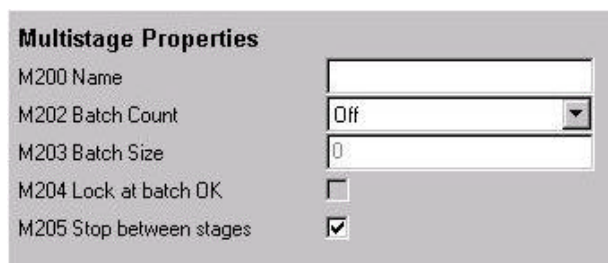 Multistage Properties
M200 Name
M202 Batch Count Off
M203 Batch Size 0
M204 Lock at batch OK
M205 Stop between stages